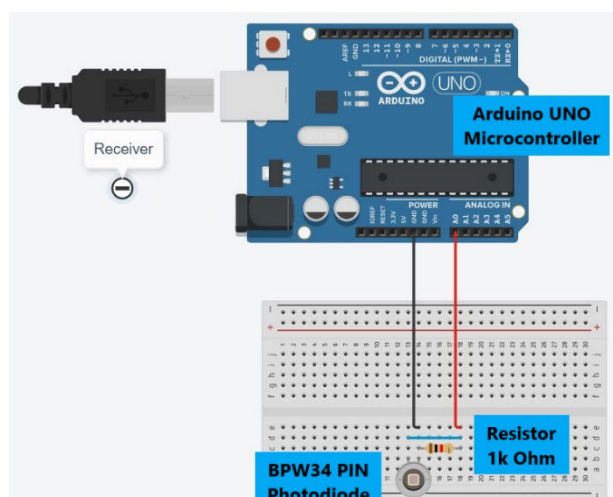 AREF
GND
13
12
~11
~10
~9
8
7
~6
~5
4
~3
2
TX→1
RX←0
DIGITAL (PWM~)
L
TX
RX
ARDUINO
UNO
ON
Arduino UNO
Microcontroller
Receiver
POWER
ANALOG IN
IOREF
RESET
3.3V
5V
GND
GND
Vin
A0
A1
A2
A3
A4
A5
Resistor
1k Ohm
BPW34 PIN
Photodiode